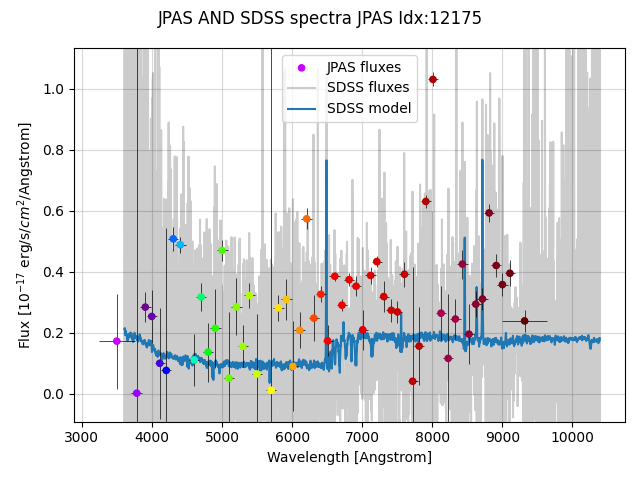 JPAS AND SDSS spectra JPAS Idx:12175
JPAS fluxes
SDSS fluxes
SDSS model
1.0
0.8
0.6
0.4
0.2
0.0
Flux [10⁻¹⁷ erg/s/cm²/Angstrom]
3000 4000 5000 6000 7000 8000 9000 10000
Wavelength [Angstrom]